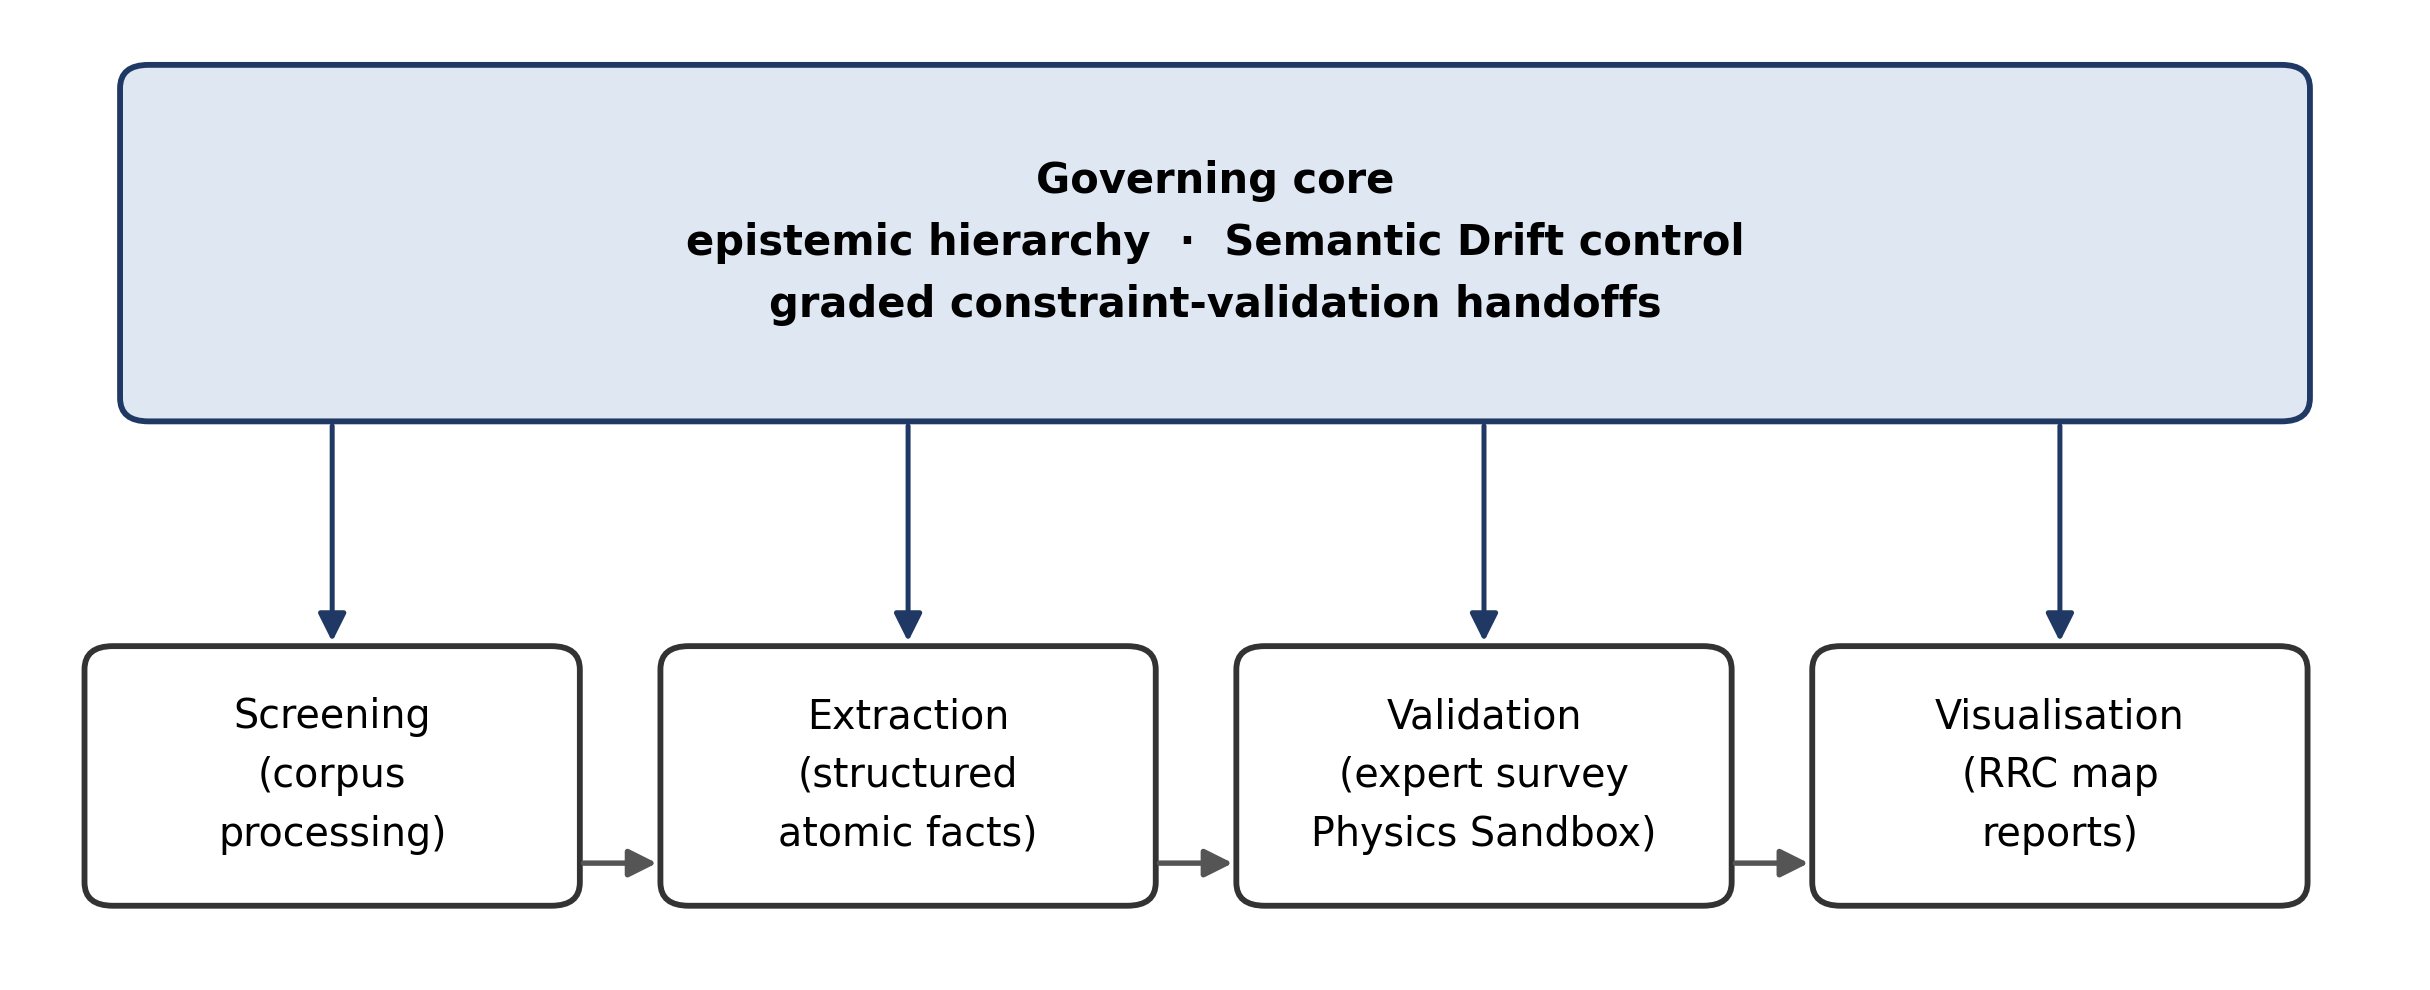 Governing core
epistemic hierarchy · Semantic Drift control
graded constraint-validation handoffs
Screening
(corpus
processing)
Extraction
(structured
atomic facts)
Validation
(expert survey
Physics Sandbox)
Visualisation
(RRC map
reports)